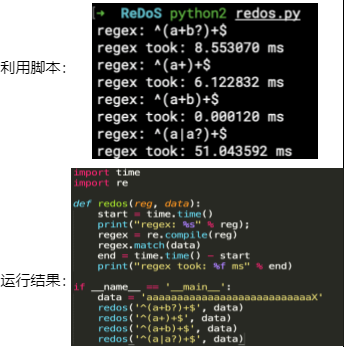 [→ ReDoS python2 redos.py
regex: ^(a+b?)+$
regex took: 8.553070 ms
regex: ^(a+)+$
regex took: 6.122832 ms
利用脚本：
regex: ^(a+b)+$
regex took: 0.000120 ms
regex: ^(a|a?)+$
regex took: 51.043592 ms
import time
import re
def redos(reg, data):
start = time.time()
print("regex: %s" % reg);
regex = re.compile(reg)
regex.match(data)
end = time.time() - start
运行结果：
print("regex took: %f ms" % end)
if __name__ == '__main__':
data = 'aaaaaaaaaaaaaaaaaaaaaaaaaaaX'
redos('^(a+b?)+$', data)
redos('^(a+)+$', data)
redos('^(a+b)+$', data)
redos('^(a|a?)+$', data)